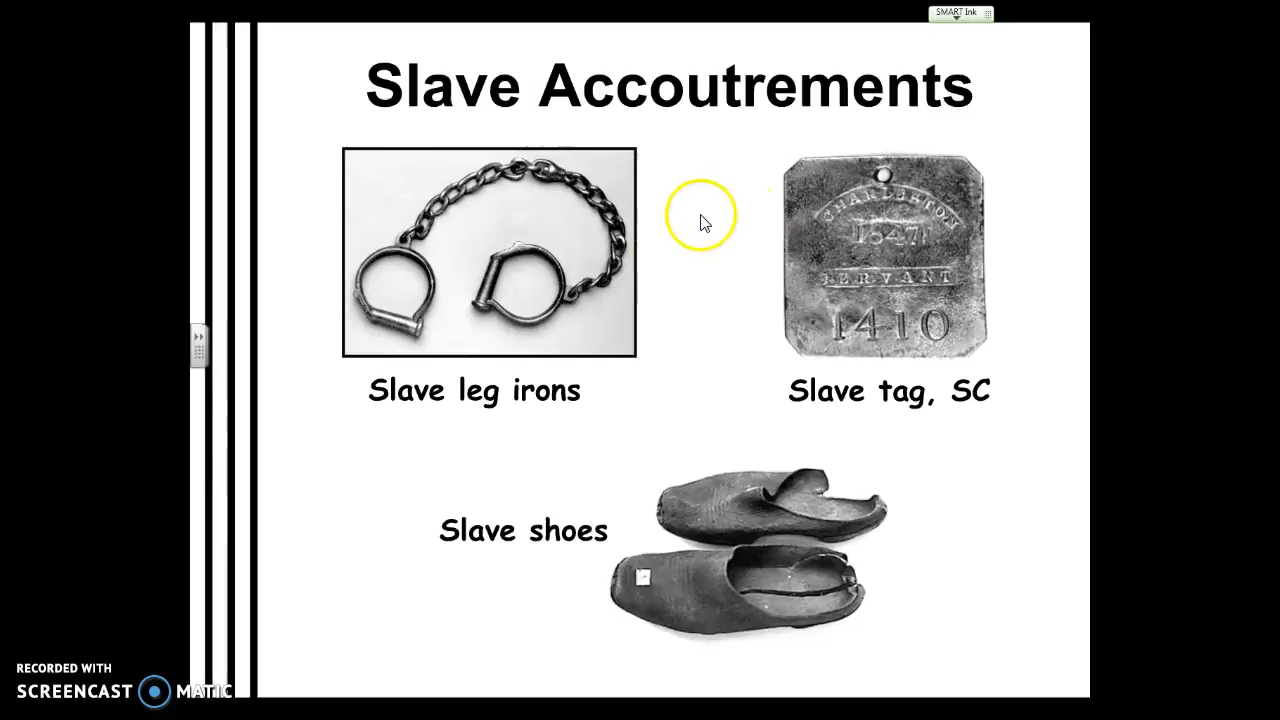 SMART Ink
Slave Accoutrements
CHARLESTON
1847
SERVANT
1410
Slave leg irons
Slave tag, SC
Slave shoes
RECORDED WITH
SCREENCAST MATIC